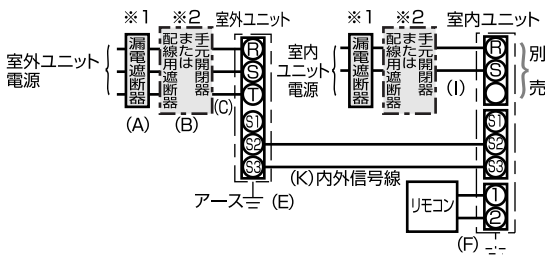 ※1
※2
室外ユニット
※1
※2
室内ユニット
室外ユニット
電源
漏電遮断器
手元開閉器
または
配線用遮断器
R
S
T
S1
S2
S3
(A)
(B)
(C)
室内
ユニット
電源
漏電遮断器
手元開閉器
または
配線用遮断器
(I)
R
S
別売
S1
S2
S3
(K)内外信号線
アース
(E)
リモコン
1
2
(F)